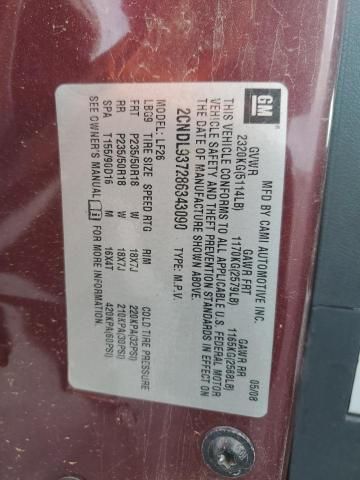 GM
MFD BY CAMI AUTOMOTIVE INC. 05/08
GVWR GAWR FRT GAWR RR
2320KG(5114LB) 1170KG(2579LB) 1165KG(2568LB)
THIS VEHICLE CONFORMS TO ALL APPLICABLE U.S. FEDERAL MOTOR
VEHICLE SAFETY AND THEFT PREVENTION STANDARDS IN EFFECT ON
THE DATE OF MANUFACTURE SHOWN ABOVE.
2CNDL937286343090 TYPE: M.P.V.
MODEL: LF26
LBG9 TIRE SIZE SPEED RTG RIM COLD TIRE PRESSURE
FRT P235/50R18 W 18X7J 220KPA(32PSI)
RR P235/50R18 W 18X7J 210KPA(30PSI)
SPA T155/90D16 M 16X4T 420KPA(60PSI)
SEE OWNER'S MANUAL